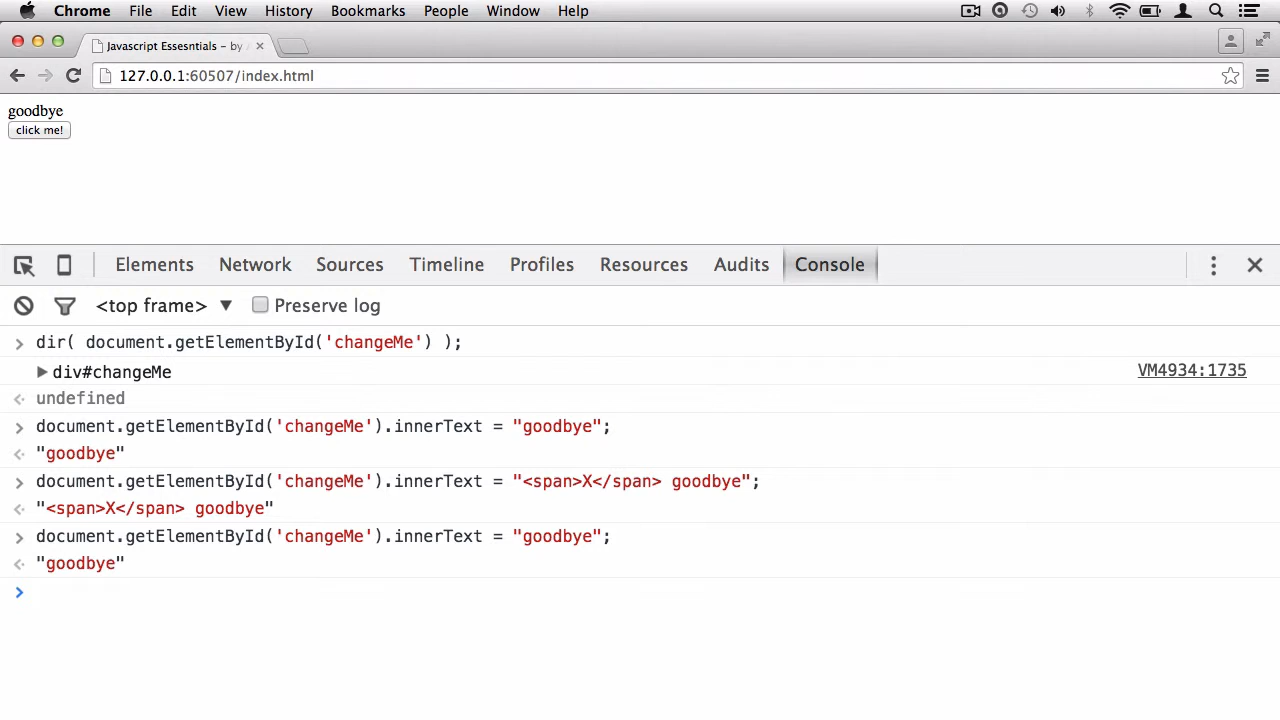 Chrome File Edit View History Bookmarks People Window Help
Javascript Essesntials – by
127.0.0.1:60507/index.html
goodbye
click me!
Elements Network Sources Timeline Profiles Resources Audits Console
<top frame> ▼ Preserve log
dir( document.getElementById('changeMe') );
div#changeMe VM4934:1735
undefined
document.getElementById('changeMe').innerText = "goodbye";
"goodbye"
document.getElementById('changeMe').innerText = "<span>X</span> goodbye";
"<span>X</span> goodbye"
document.getElementById('changeMe').innerText = "goodbye";
"goodbye"